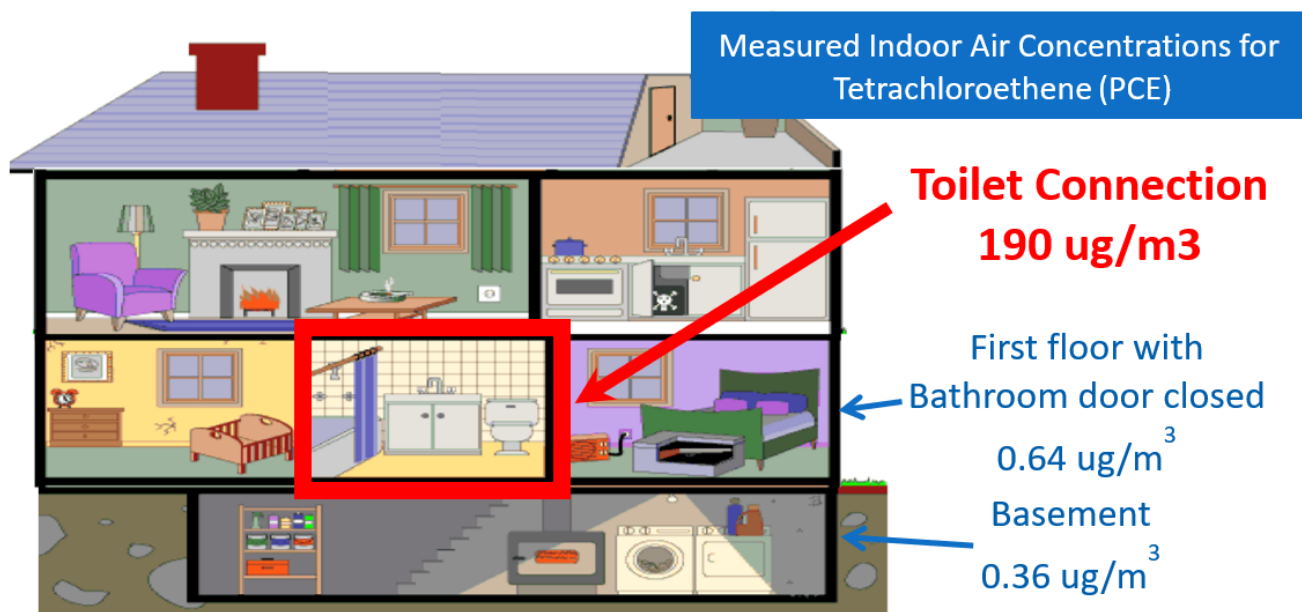 Measured Indoor Air Concentrations for
Tetrachloroethene (PCE)
Toilet Connection
190 ug/m3
First floor with
Bathroom door closed
0.64 ug/m³
Basement
0.36 ug/m³